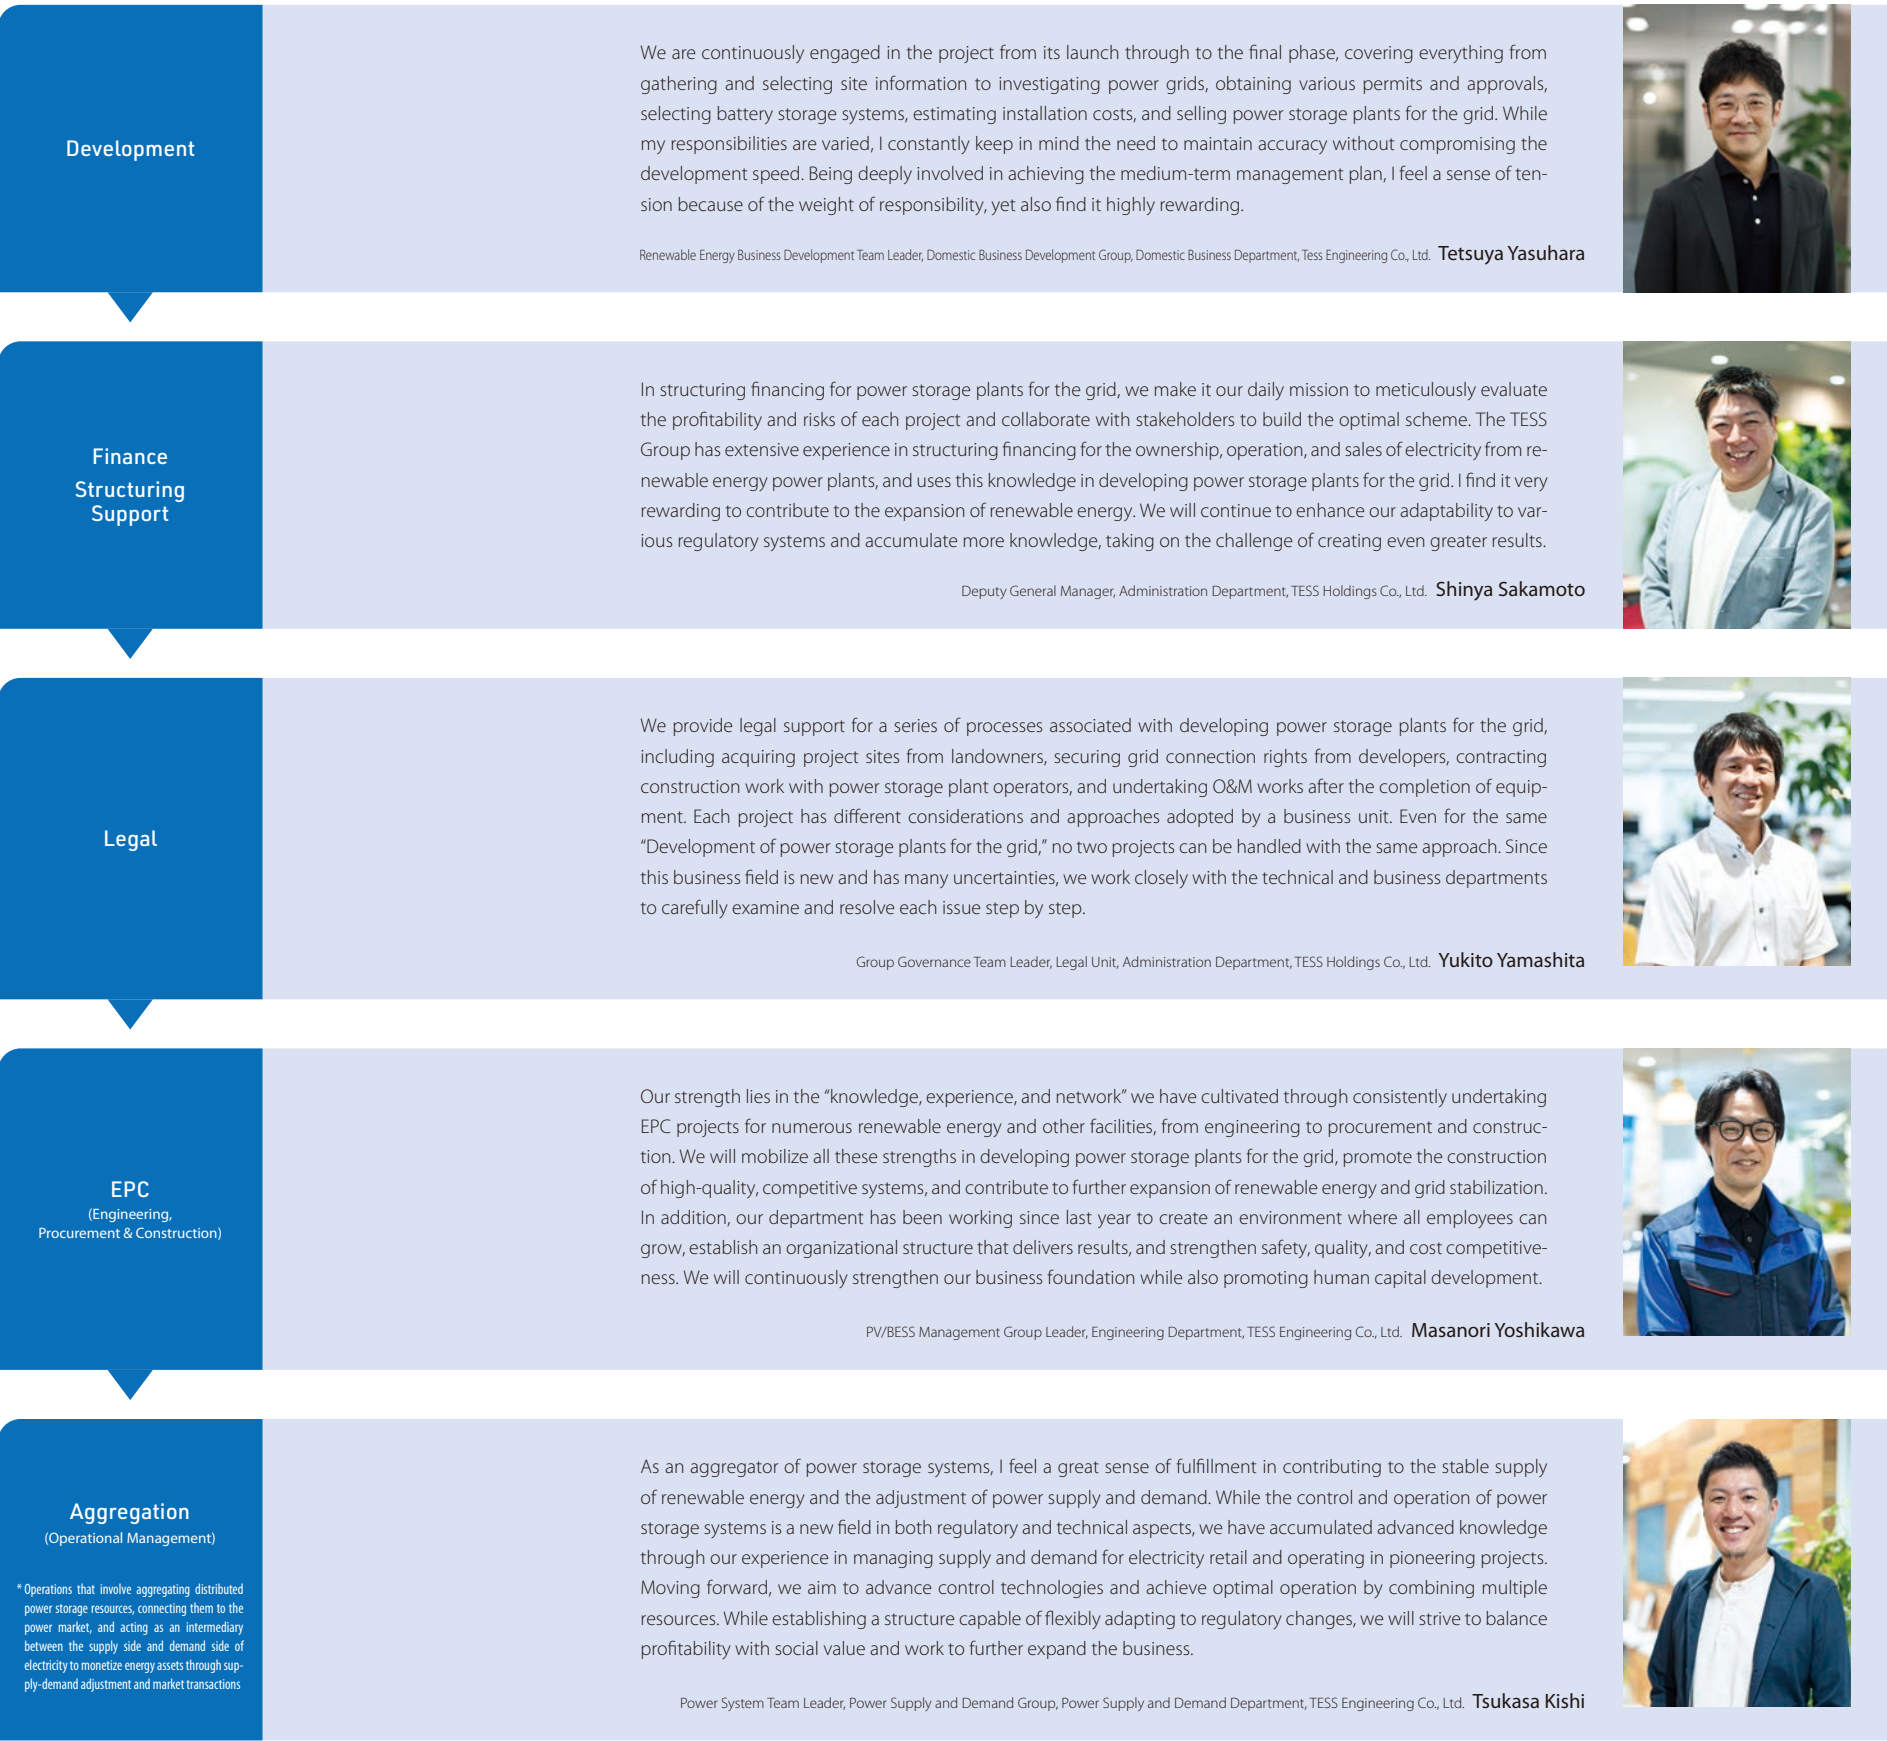 Development
We are continuously engaged in the project from its launch through to the final phase, covering everything from
gathering and selecting site information to investigating power grids, obtaining various permits and approvals,
selecting battery storage systems, estimating installation costs, and selling power storage plants for the grid. While
my responsibilities are varied, I constantly keep in mind the need to maintain accuracy without compromising the
development speed. Being deeply involved in achieving the medium-term management plan, I feel a sense of ten-
sion because of the weight of responsibility, yet also find it highly rewarding.
Renewable Energy Business Development Team Leader, Domestic Business Development Group, Domestic Business Department, Tess Engineering Co., Ltd. Tetsuya Yasuhara
Finance
Structuring
Support
In structuring financing for power storage plants for the grid, we make it our daily mission to meticulously evaluate
the profitability and risks of each project and collaborate with stakeholders to build the optimal scheme. The TESS
Group has extensive experience in structuring financing for the ownership, operation, and sales of electricity from re-
newable energy power plants, and uses this knowledge in developing power storage plants for the grid. I find it very
rewarding to contribute to the expansion of renewable energy. We will continue to enhance our adaptability to var-
ious regulatory systems and accumulate more knowledge, taking on the challenge of creating even greater results.
Deputy General Manager, Administration Department, TESS Holdings Co., Ltd. Shinya Sakamoto
Legal
We provide legal support for a series of processes associated with developing power storage plants for the grid,
including acquiring project sites from landowners, securing grid connection rights from developers, contracting
construction work with power storage plant operators, and undertaking O&M works after the completion of equip-
ment. Each project has different considerations and approaches adopted by a business unit. Even for the same
“Development of power storage plants for the grid,” no two projects can be handled with the same approach. Since
this business field is new and has many uncertainties, we work closely with the technical and business departments
to carefully examine and resolve each issue step by step.
Group Governance Team Leader, Legal Unit, Administration Department, TESS Holdings Co., Ltd. Yukito Yamashita
EPC
(Engineering,
Procurement & Construction)
Our strength lies in the “knowledge, experience, and network” we have cultivated through consistently undertaking
EPC projects for numerous renewable energy and other facilities, from engineering to procurement and construc-
tion. We will mobilize all these strengths in developing power storage plants for the grid, promote the construction
of high-quality, competitive systems, and contribute to further expansion of renewable energy and grid stabilization.
In addition, our department has been working since last year to create an environment where all employees can
grow, establish an organizational structure that delivers results, and strengthen safety, quality, and cost competitive-
ness. We will continuously strengthen our business foundation while also promoting human capital development.
PV/BESS Management Group Leader, Engineering Department, TESS Engineering Co., Ltd. Masanori Yoshikawa
Aggregation
(Operational Management)
* Operations that involve aggregating distributed
power storage resources, connecting them to the
power market, and acting as an intermediary
between the supply side and demand side of
electricity to monetize energy assets through sup-
ply-demand adjustment and market transactions
As an aggregator of power storage systems, I feel a great sense of fulfillment in contributing to the stable supply
of renewable energy and the adjustment of power supply and demand. While the control and operation of power
storage systems is a new field in both regulatory and technical aspects, we have accumulated advanced knowledge
through our experience in managing supply and demand for electricity retail and operating in pioneering projects.
Moving forward, we aim to advance control technologies and achieve optimal operation by combining multiple
resources. While establishing a structure capable of flexibly adapting to regulatory changes, we will strive to balance
profitability with social value and work to further expand the business.
Power System Team Leader, Power Supply and Demand Group, Power Supply and Demand Department, TESS Engineering Co., Ltd. Tsukasa Kishi